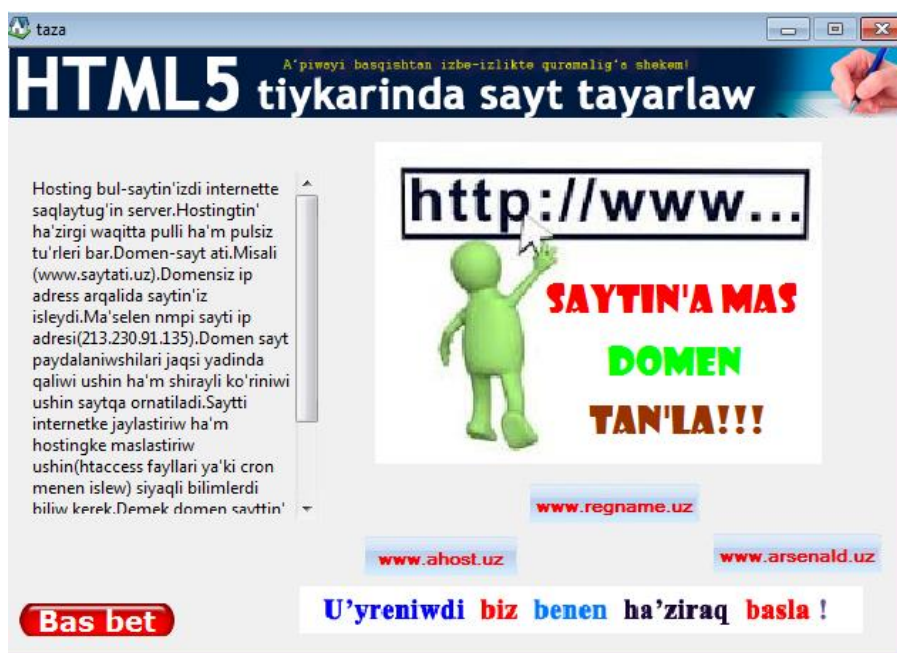 taza
A'piwayi basqishtan izbe-izlikte quramalig'a shekem!
HTML5 tiykarinda sayt tayarlaw
Hosting bul-saytin'izdi internette
saqlaytug'in server.Hostingtin'
ha'zirgi waqitta pulli ha'm pulsiz
tu'rleri bar.Domen-sayt ati.Misali
(www.saytati.uz).Domensiz ip
adress arqalida saytin'iz
isleydi.Ma'selen nmpi sayti ip
adresi(213.230.91.135).Domen sayt
paydalaniwshilari jaqsi yadinda
qaliwi ushin ha'm shirayli ko'riniwi
ushin saytqa ornatiladi.Saytti
internetke jaylastiriw ha'm
hostingke maslastiriw
ushin(htaccess fayllari ya'ki cron
menen islew) siyaqli bilimlerdi
biliw kerek.Demek domen sayttin'
http://www...
SAYTIN'A MAS
DOMEN
TAN'LA!!!
www.regname.uz
www.ahost.uz
www.arsenald.uz
Bas bet
U'yreniwdi biz benen ha'ziraq basla !